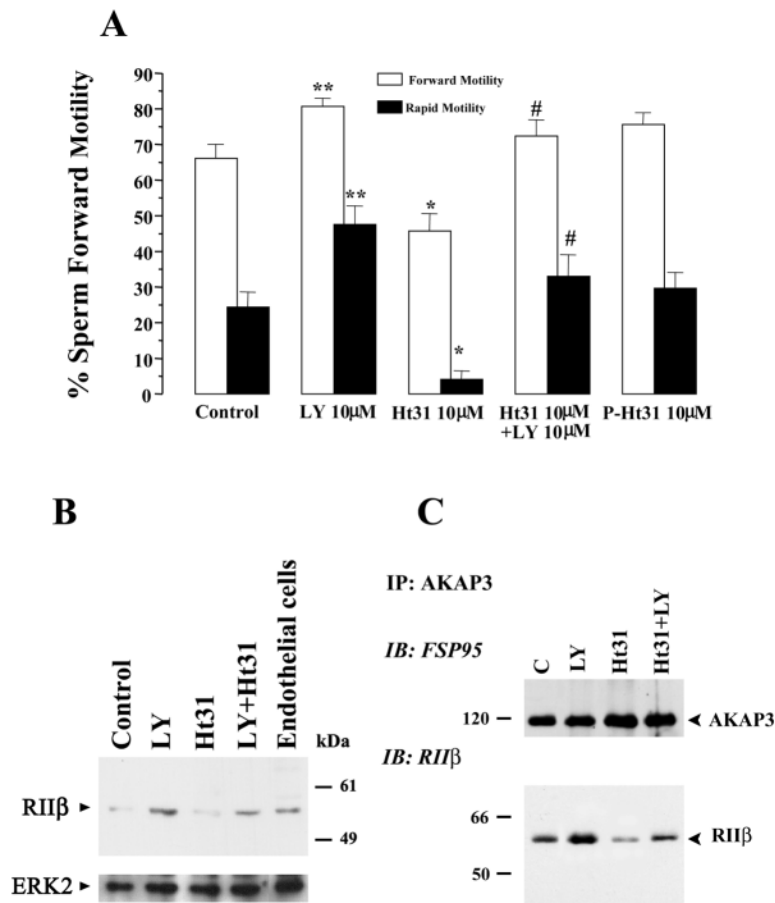 A
% Sperm Forward Motility
90
80
70
60
50
40
30
20
10
0
Forward Motility
Rapid Motility
**
**
*
*
#
#
Control
LY 10µM
Ht31 10µM
Ht31 10µM
+LY 10µM
P-Ht31 10µM
B
Control
LY
Ht31
LY+Ht31
Endothelial cells
kDa
RIIβ
61
49
ERK2
C
IP: AKAP3
IB: FSP95
C
LY
Ht31
Ht31+LY
120
AKAP3
IB: RIIβ
66
50
RIIβ